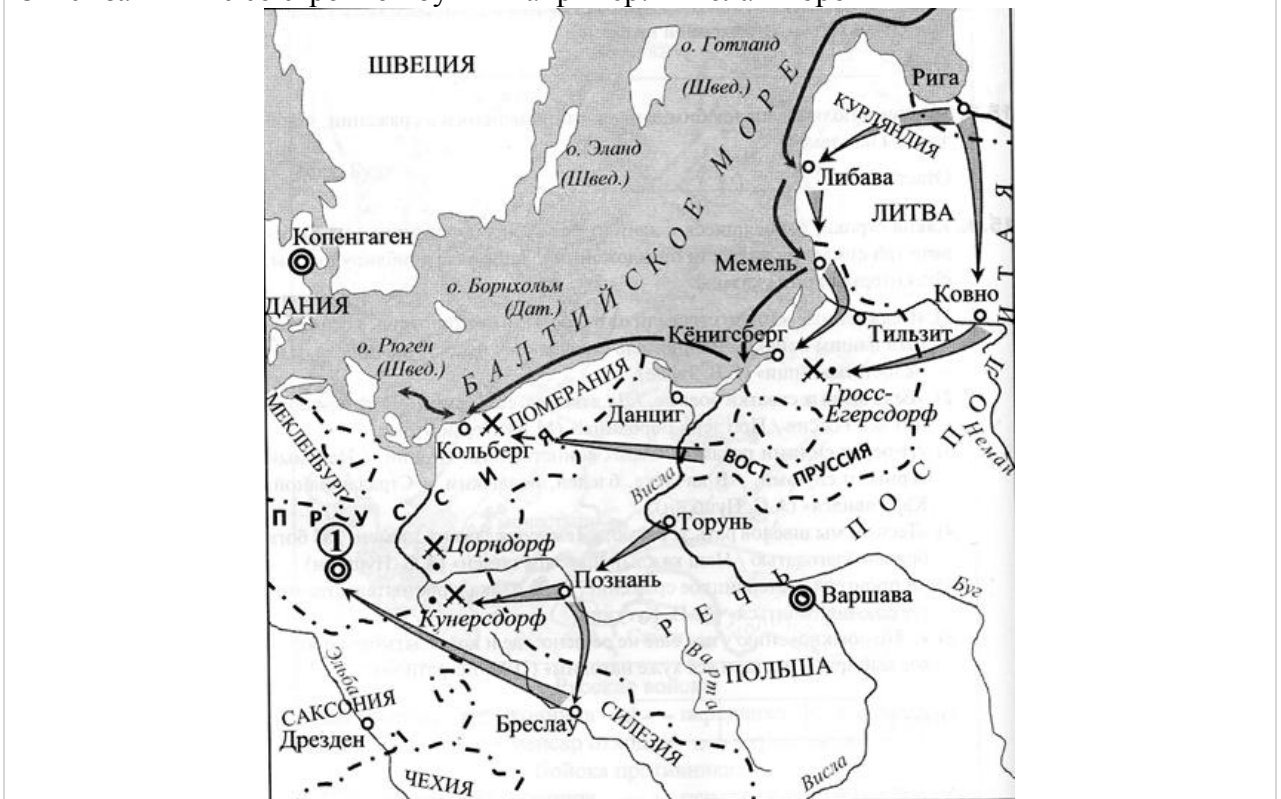 ШВЕЦИЯ
о. Готланд
(Швед.)
Рига
КУРЛЯНДИЯ
о. Эланд
(Швед.)
Либава
ЛИТВА
Копенгаген
ДАНИЯ
о. Борнхольм
(Дат.)
БАЛТИЙСКОЕ МОРЕ
Мемель
Ковно
Тильзит
Кёнигсберг
о. Рюген
(Швед.)
ПОМЕРАНИЯ
Гросс-
Егерсдорф
Данциг
Кольберг
МЕКЛЕНБУРГ
ВОСТ. ПРУССИЯ
Неман
Висла
ПРУССИЯ
1
Торунь
Цорндорф
Познань
РЕЧЬ ПОСПОЛИТАЯ
Варшава
Буг
Кунерсдорф
Варта
ПОЛЬША
Эльба
САКСОНИЯ
Дрезден
Бреслау
СИЛЕЗИЯ
Висла
ЧЕХИЯ